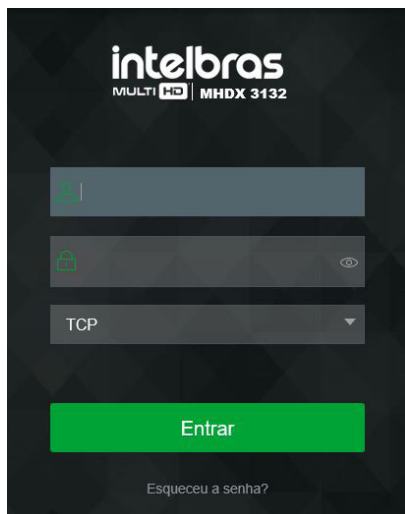 intelbras
MULTI HD MHDX 3132
TCP
Entrar
Esqueceu a senha?